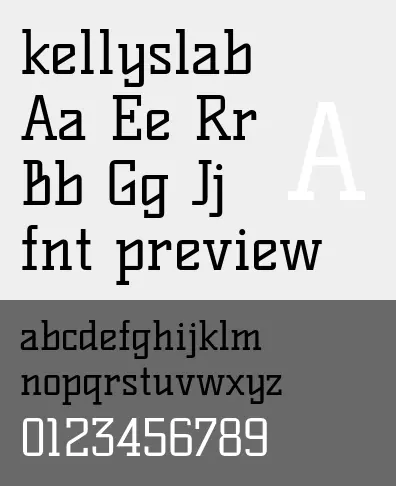 kellyslab
Aa Ee Rr
A
Bb Gg Jj
fnt preview
abcdefghijklm
nopqrstuvwxyz
0123456789